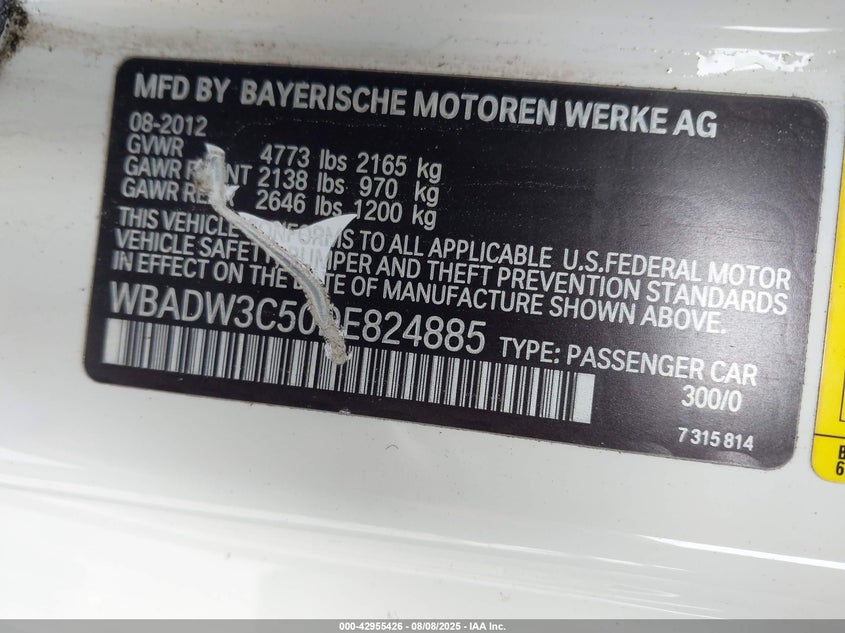 MFD BY BAYERISCHE MOTOREN WERKE AG
08-2012
GVWR 4773 lbs 2165 kg
GAWR 2138 lbs 970 kg
GAWR 2646 lbs 1200 kg
THIS VEHICLE CONFORMS TO ALL APPLICABLE U.S.FEDERAL MOTOR
VEHICLE SAFETY, BUMPER AND THEFT PREVENTION STANDARDS
IN EFFECT ON THE DATE OF MANUFACTURE SHOWN ABOVE.
TYPE: PASSENGER CAR
300/0
7 315 814
000-42955426 - 08/08/2025 - IAA Inc.